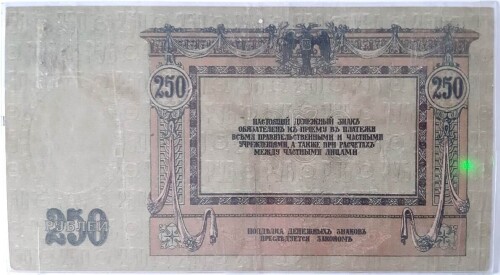 250
250
НАСТОЯЩІЙ ДЕНЕЖНЫЙ ЗНАКЪ
ОБЯЗАТЕЛЕНЪ КЪ ПРІЕМУ ВЪ ПЛАТЕЖИ
ВСѢМИ ПРАВИТЕЛЬСТВЕННЫМИ И ЧАСТНЫМИ
УЧРЕЖДЕНІЯМИ, А ТАКЖЕ ПРИ РАСЧЕТАХЪ
МЕЖДУ ЧАСТНЫМИ ЛИЦАМИ
250
РУБЛЕЙ
ПОДДѢЛКА ДЕНЕЖНЫХЪ ЗНАКОВЪ
ПРЕСЛѢДУЕТСЯ ЗАКОНОМЪ